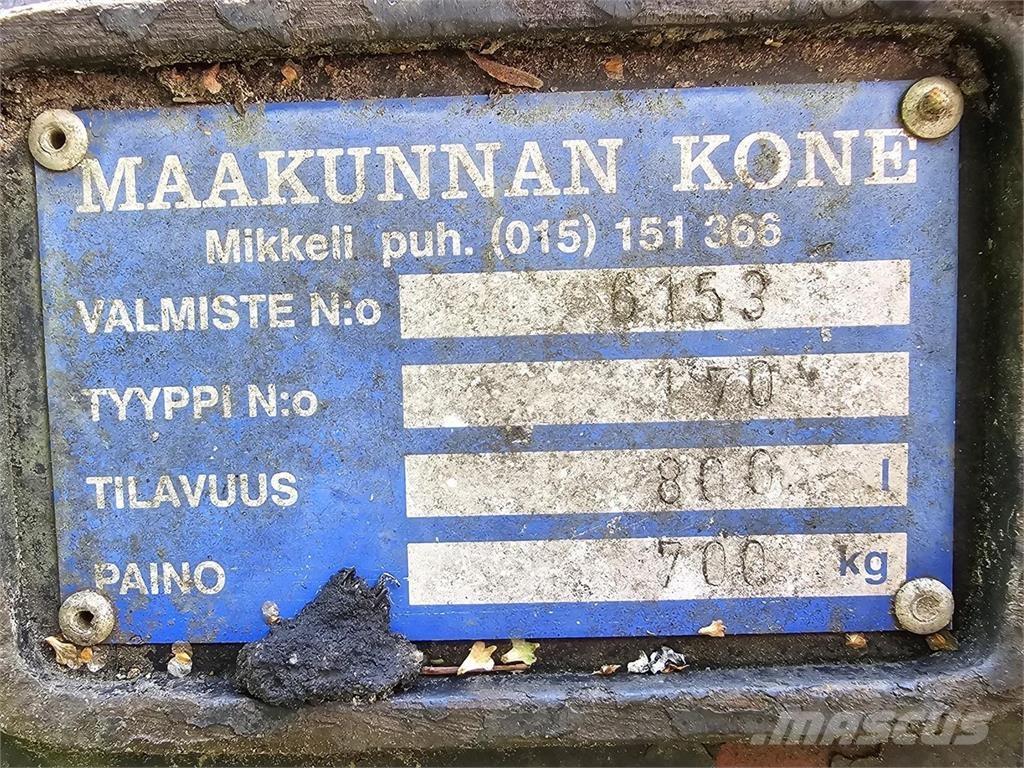 MAAKUNNAN KONE
Mikkeli puh. (015) 151 366
VALMISTE N:o 6153
TYYPPI N:o 170
TILAVUUS 800 l
PAINO 700 kg
mascus